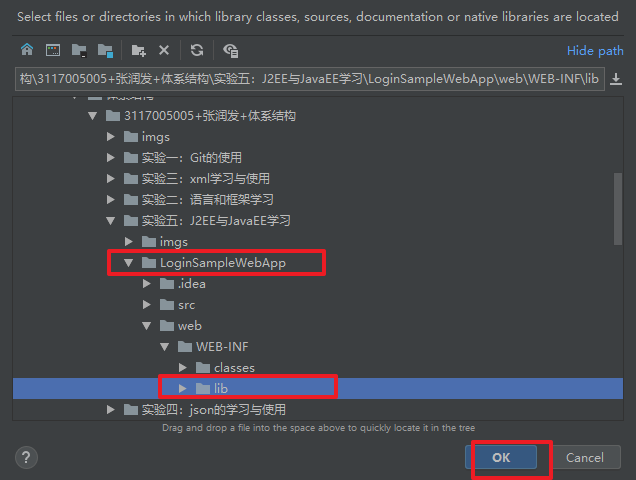 Select files or directories in which library classes, sources, documentation or native libraries are located
Hide path
构\3117005005+张润发+体系结构\实验五：J2EE与JavaEE学习\LoginSampleWebApp\web\WEB-INF\lib
3117005005+张润发+体系结构
imgs
实验一：Git的使用
实验三：xml学习与使用
实验二：语言和框架学习
实验五：J2EE与JavaEE学习
imgs
LoginSampleWebApp
.idea
src
web
WEB-INF
classes
lib
实验四：json的学习与使用
Drag and drop a file into the space above to quickly locate it in the tree
?
OK
Cancel